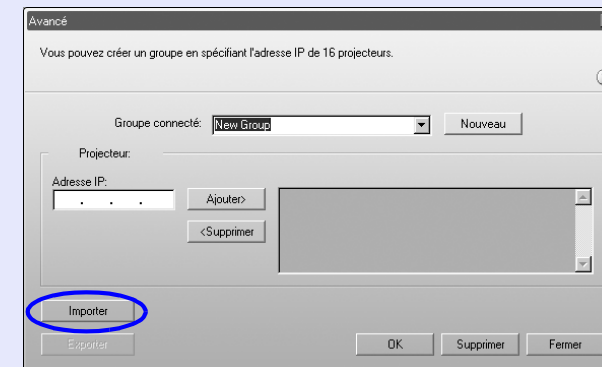 Avancé
Vous pouvez créer un groupe en spécifiant l'adresse IP de 16 projecteurs.
Groupe connecté: New Group Nouveau
Projecteur:
Adresse IP:
. . . Ajouter>
<Supprimer
Importer
Exporter OK Supprimer Fermer